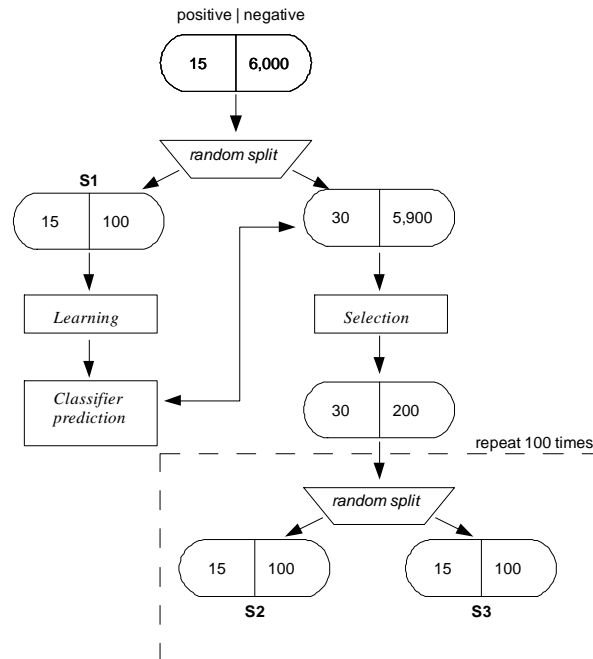 positive | negative
15 6,000
random split
S1
15 100
30 5,900
Learning
Selection
Classifier
prediction
30 200
repeat 100 times
random split
15 100
15 100
S2
S3